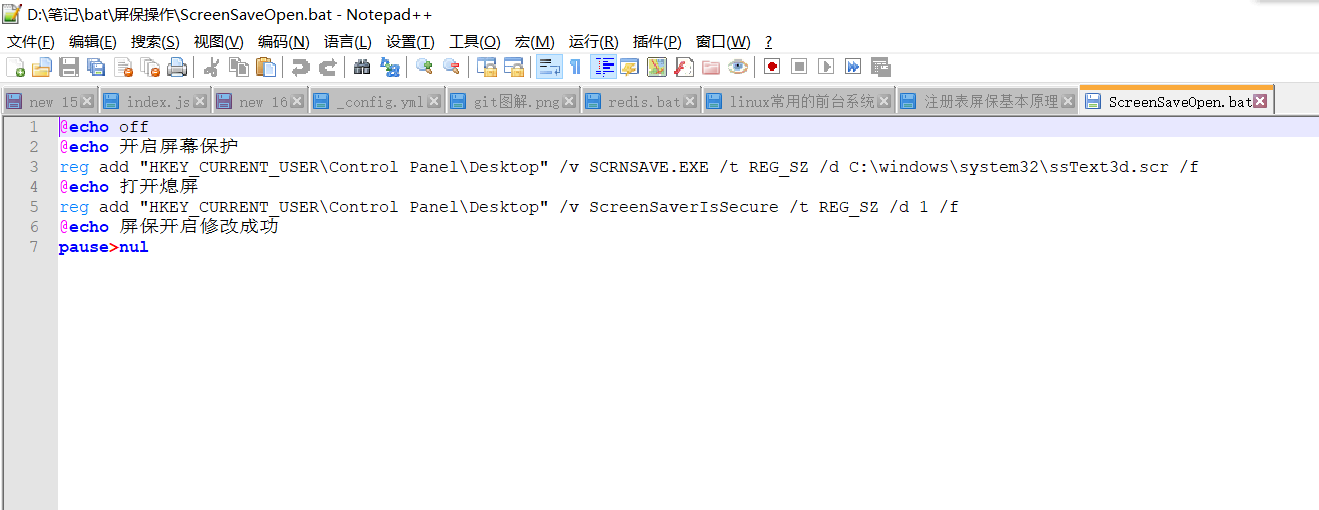 D:\笔记\bat\屏保操作\ScreenSaveOpen.bat - Notepad++
文件(F) 编辑(E) 搜索(S) 视图(V) 编码(N) 语言(L) 设置(T) 工具(O) 宏(M) 运行(R) 插件(P) 窗口(W) ?
new 15 index.js new 16 _config.yml git图解.png redis.bat linux常用的前台系统 注册表屏保基本原理 ScreenSaveOpen.bat
1 @echo off
2 @echo 开启屏幕保护
3 reg add "HKEY_CURRENT_USER\Control Panel\Desktop" /v SCRNSAVE.EXE /t REG_SZ /d C:\windows\system32\ssText3d.scr /f
4 @echo 打开熄屏
5 reg add "HKEY_CURRENT_USER\Control Panel\Desktop" /v ScreenSaverIsSecure /t REG_SZ /d 1 /f
6 @echo 屏保开启修改成功
7 pause>nul